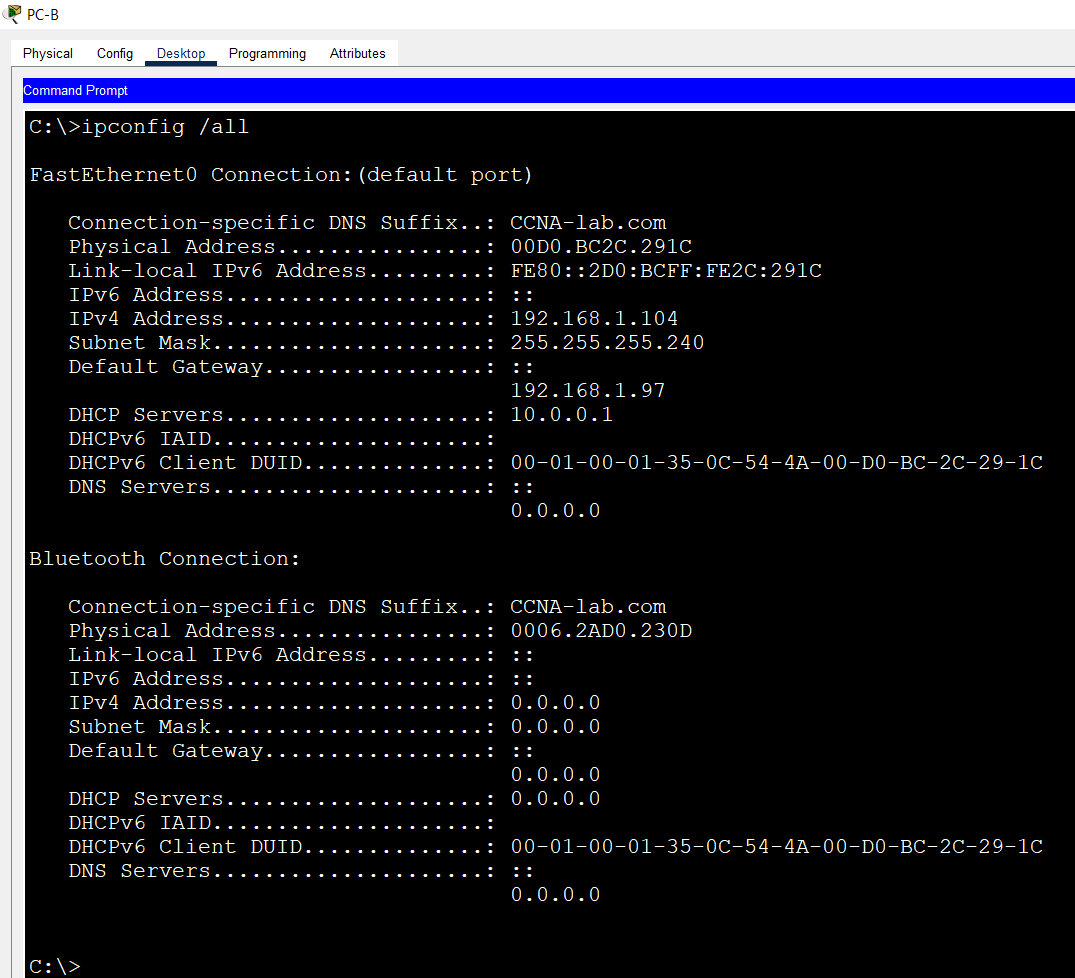 PC-B
Physical Config Desktop Programming Attributes
Command Prompt
C:\>ipconfig /all
FastEthernet0 Connection:(default port)
Connection-specific DNS Suffix..: CCNA-lab.com
Physical Address................: 00D0.BC2C.291C
Link-local IPv6 Address.........: FE80::2D0:BCFF:FE2C:291C
IPv6 Address....................: ::
IPv4 Address....................: 192.168.1.104
Subnet Mask.....................: 255.255.255.240
Default Gateway.................: ::
192.168.1.97
DHCP Servers....................: 10.0.0.1
DHCPv6 IAID.....................:
DHCPv6 Client DUID..............: 00-01-00-01-35-0C-54-4A-00-D0-BC-2C-29-1C
DNS Servers.....................: ::
0.0.0.0
Bluetooth Connection:
Connection-specific DNS Suffix..: CCNA-lab.com
Physical Address................: 0006.2AD0.230D
Link-local IPv6 Address.........: ::
IPv6 Address....................: ::
IPv4 Address....................: 0.0.0.0
Subnet Mask.....................: 0.0.0.0
Default Gateway.................: ::
0.0.0.0
DHCP Servers....................: 0.0.0.0
DHCPv6 IAID.....................:
DHCPv6 Client DUID..............: 00-01-00-01-35-0C-54-4A-00-D0-BC-2C-29-1C
DNS Servers.....................: ::
0.0.0.0
C:\>